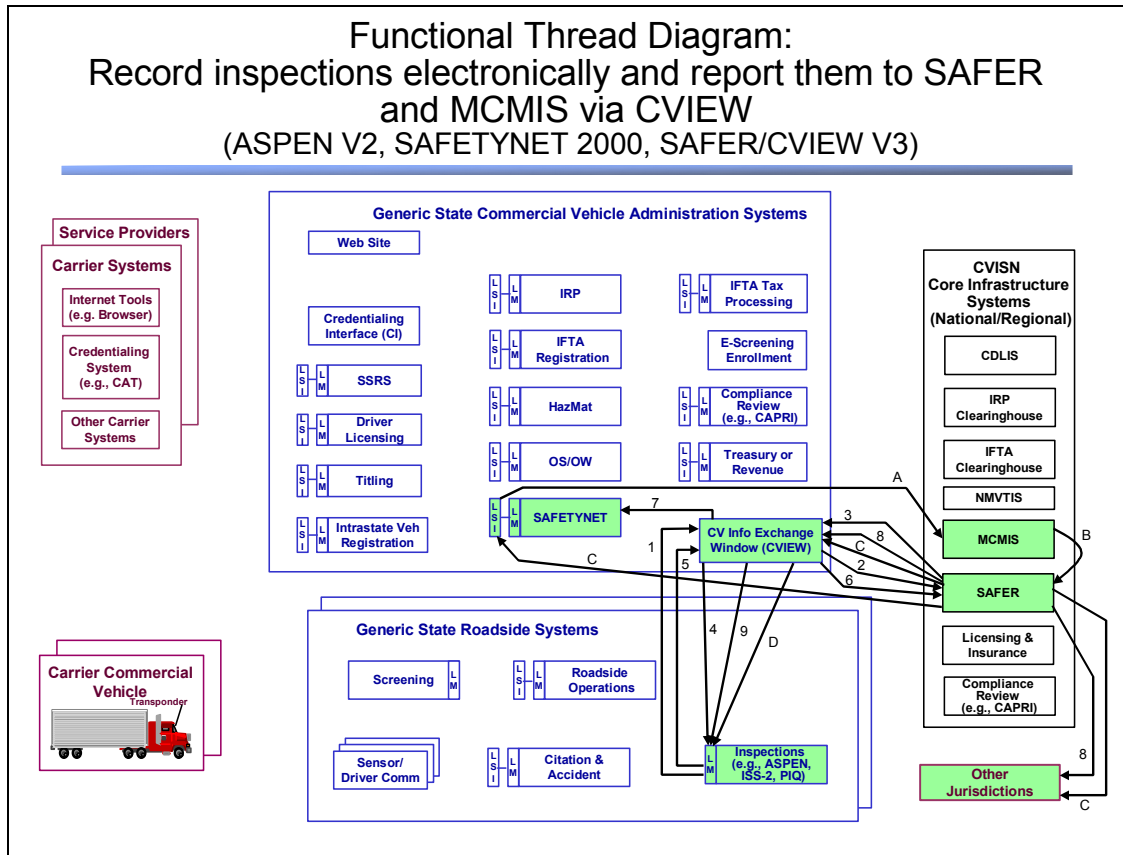 Functional Thread Diagram:
Record inspections electronically and report them to SAFER
and MCMIS via CVIEW
(ASPEN V2, SAFETYNET 2000, SAFER/CVIEW V3)
Service Providers
Carrier Systems
Internet Tools
(e.g. Browser)
Credentialing
System
(e.g., CAT)
Other Carrier
Systems
Carrier Commercial
Vehicle
Transponder
Generic State Commercial Vehicle Administration Systems
Web Site
Credentialing
Interface (CI)
L
S
I
L
M
SSRS
L
S
I
L
M
Driver
Licensing
L
S
I
L
M
Titling
L
S
I
L
M
Intrastate Veh
Registration
L
S
I
L
M
IRP
L
S
I
L
M
IFTA
Registration
L
S
I
L
M
HazMat
L
S
I
L
M
OS/OW
L
S
I
L
M
SAFETYNET
L
S
I
L
M
IFTA Tax
Processing
E-Screening
Enrollment
L
S
I
L
M
Compliance
Review
(e.g., CAPRI)
L
S
I
L
M
Treasury or
Revenue
CV Info Exchange
Window (CVIEW)
7
1
5
C
A
3
8
C
2
6
4
9
D
B
Generic State Roadside Systems
Screening
L
M
L
S
I
L
M
Roadside
Operations
Sensor/
Driver Comm
L
S
I
L
M
Citation &
Accident
L
M
Inspections
(e.g., ASPEN,
ISS-2, PIQ)
CVISN
Core Infrastructure
Systems
(National/Regional)
CDLIS
IRP
Clearinghouse
IFTA
Clearinghouse
NMVTIS
MCMIS
SAFER
Licensing &
Insurance
Compliance
Review
(e.g., CAPRI)
8
C
Other
Jurisdictions